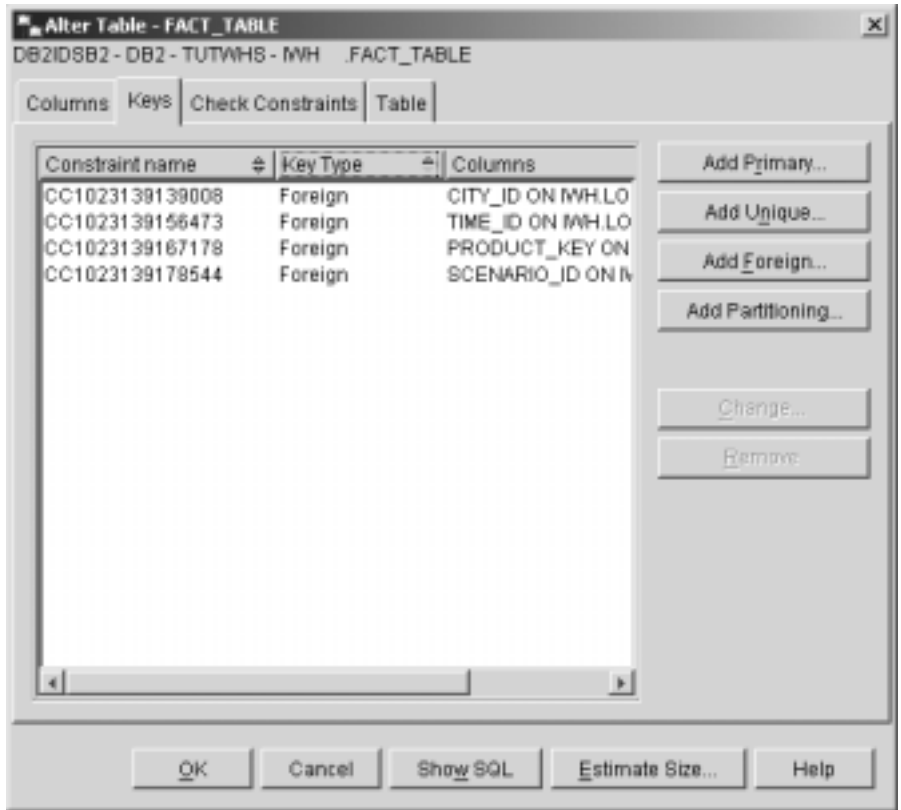 Alter Table - FACT_TABLE
DB2IDSB2 - DB2 - TUTWHS - IWH .FACT_TABLE
Columns Keys Check Constraints Table
Constraint name Key Type Columns
CC1023139139008 Foreign CITY_ID ON IWH.LO
CC1023139156473 Foreign TIME_ID ON IWH.LO
CC1023139167178 Foreign PRODUCT_KEY ON
CC1023139178544 Foreign SCENARIO_ID ON IW
Add Primary...
Add Unique...
Add Foreign...
Add Partitioning...
Change...
Remove
OK Cancel Show SQL Estimate Size... Help